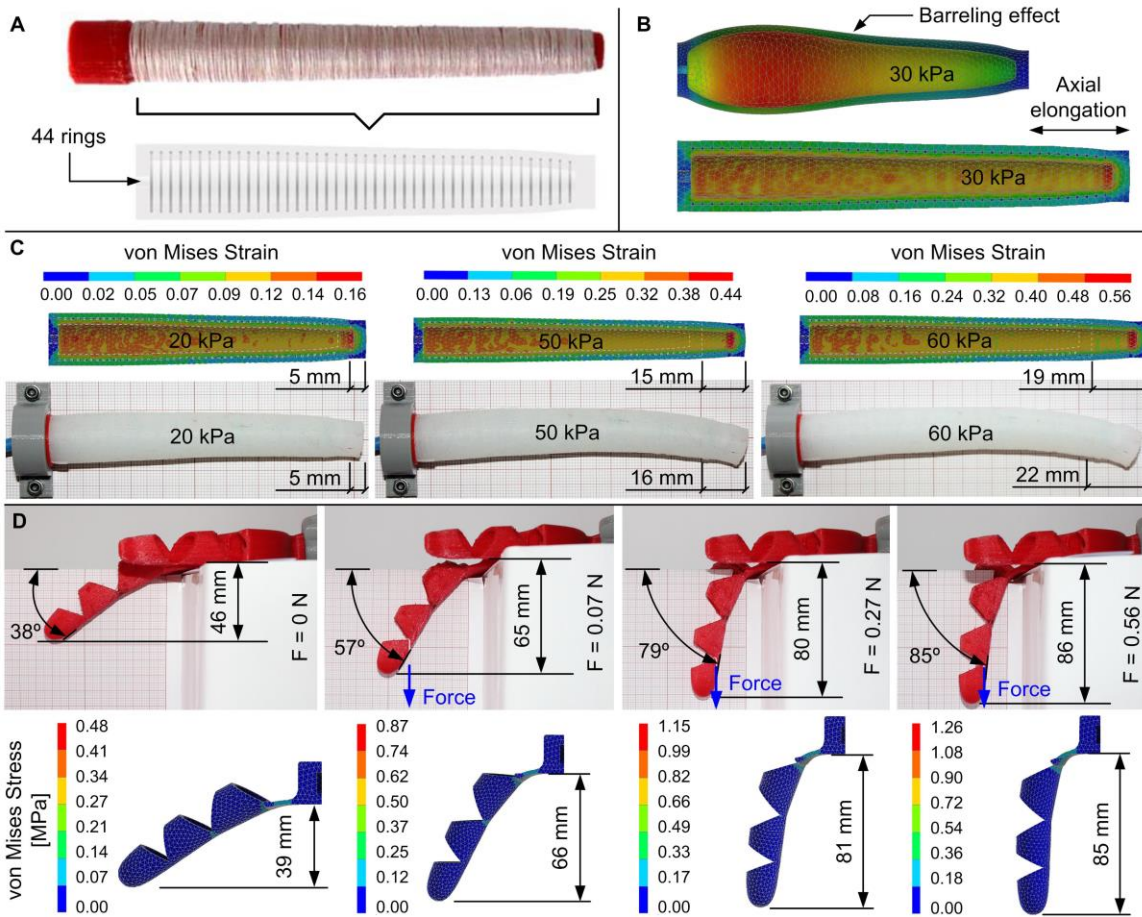 A
44 rings
B
Barreling effect
30 kPa
Axial
elongation
30 kPa
C
von Mises Strain
0.00 0.02 0.05 0.07 0.09 0.12 0.14 0.16
20 kPa
5 mm
20 kPa
5 mm
von Mises Strain
0.00 0.13 0.06 0.19 0.25 0.32 0.38 0.44
50 kPa
15 mm
50 kPa
16 mm
von Mises Strain
0.00 0.08 0.16 0.24 0.32 0.40 0.48 0.56
60 kPa
19 mm
60 kPa
22 mm
D
38º
46 mm
F = 0 N
57º
65 mm
F = 0.07 N
Force
79º
80 mm
F = 0.27 N
Force
85º
86 mm
F = 0.56 N
Force
von Mises Stress
[MPa]
0.48
0.41
0.34
0.27
0.21
0.14
0.07
0.00
39 mm
0.87
0.74
0.62
0.50
0.37
0.25
0.12
0.00
66 mm
1.15
0.99
0.82
0.66
0.49
0.33
0.17
0.00
81 mm
1.26
1.08
0.90
0.72
0.54
0.36
0.18
0.00
85 mm